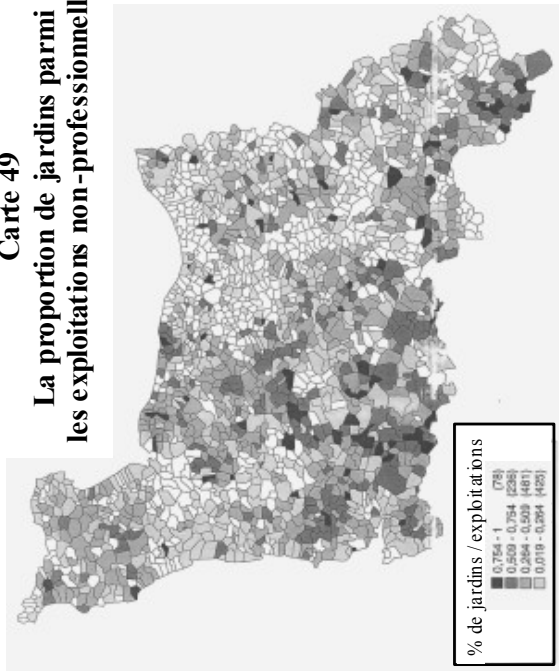 Carte 49
La proportion de jardins parmi
les exploitations non-professionnell
% de jardins / exploitations
0,754 - 1 (78)
0,509 - 0,754 (236)
0,264 - 0,509 (481)
0,019 - 0,264 (425)